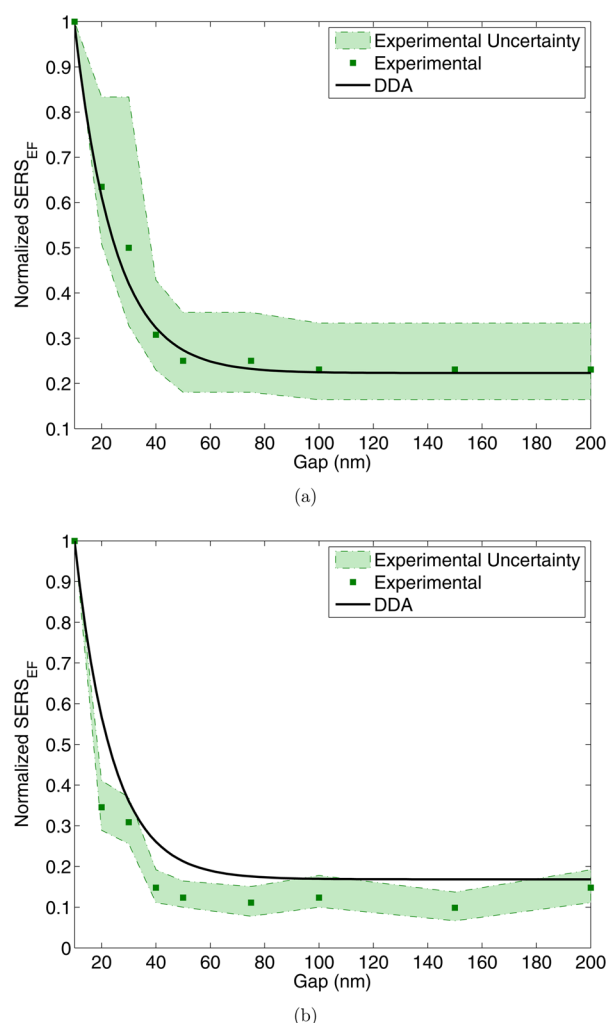 1
0.9
0.8
0.7
0.6
0.5
0.4
0.3
0.2
0.1
Normalized SERS_EF
Experimental Uncertainty
Experimental
DDA
20 40 60 80 100 120 140 160 180 200
Gap (nm)
(a)
1
0.9
0.8
0.7
0.6
0.5
0.4
0.3
0.2
0.1
0
Normalized SERS_EF
Experimental Uncertainty
Experimental
DDA
20 40 60 80 100 120 140 160 180 200
Gap (nm)
(b)